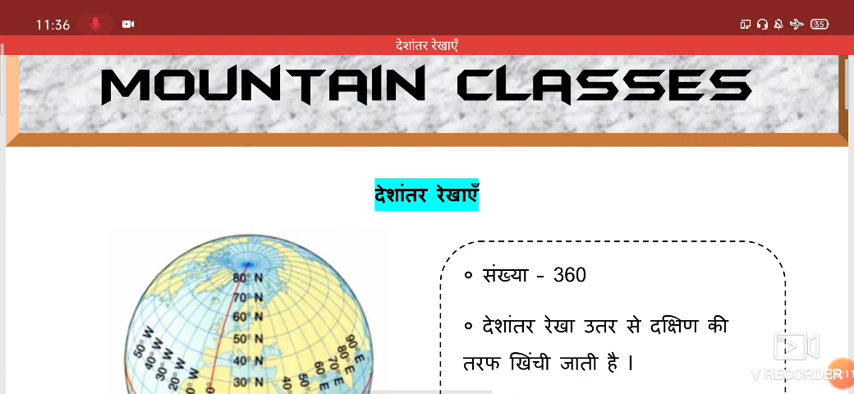 11:36
35
देशांतर रेखाएँ
MOUNTAIN CLASSES
देशांतर रेखाएँ
संख्या - 360
देशांतर रेखा उतर से दक्षिण की
तरफ खिंची जाती है ।
80° N
70° N
60° N
50° N
40° N
30° N
50° W
40° W
30° W
20° W
90° E
80° E
70° E
60° E
V RECORDER